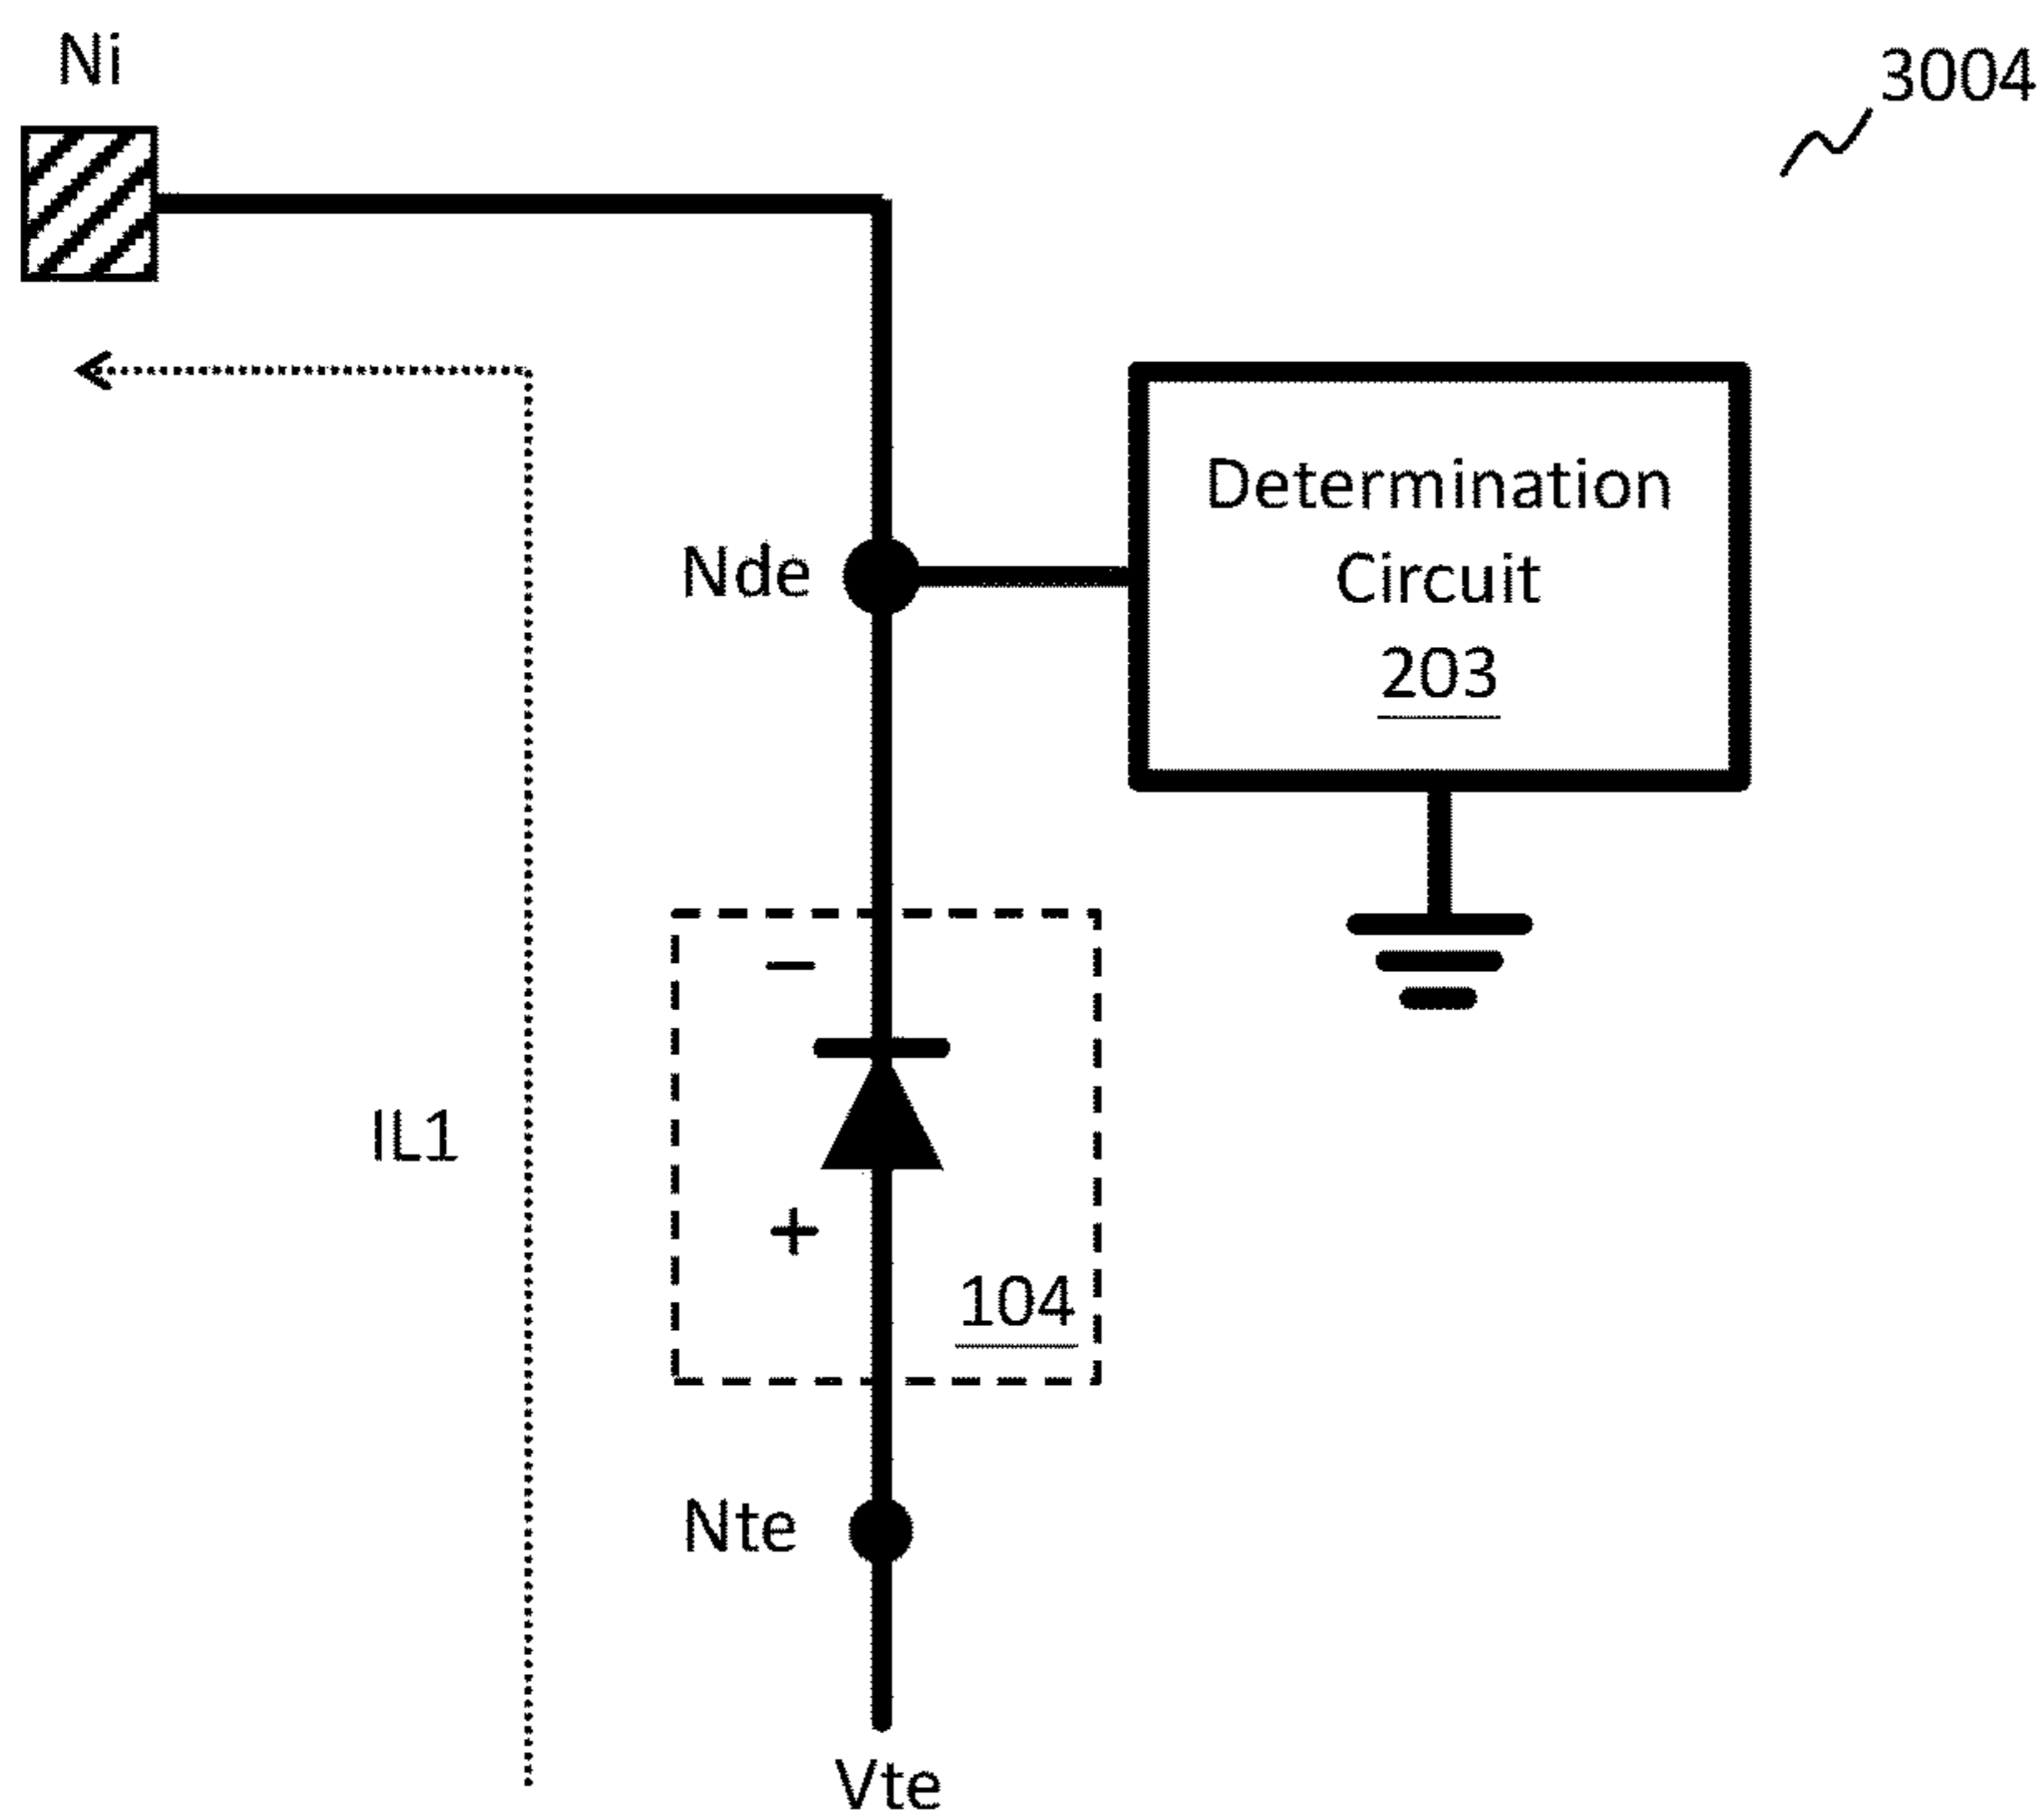 Ni
3004
Determination
Circuit
203
Nde
−
IL1
+
104
Nte
Vte